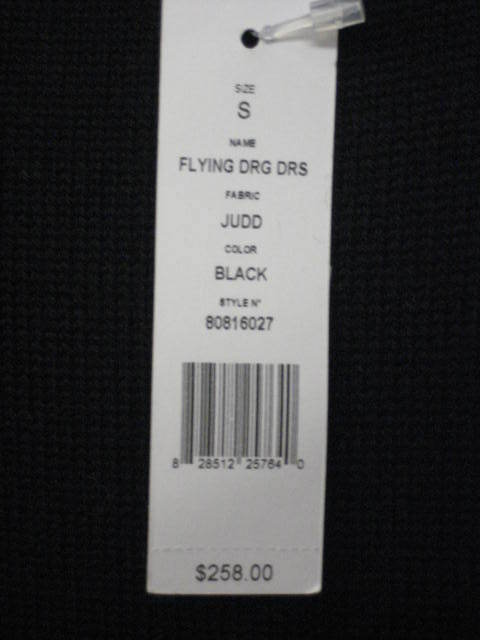 SIZE
S
NAME
FLYING DRG DRS
FABRIC
JUDD
COLOR
BLACK
STYLE N°
80816027
8 28512 25764 0
$258.00